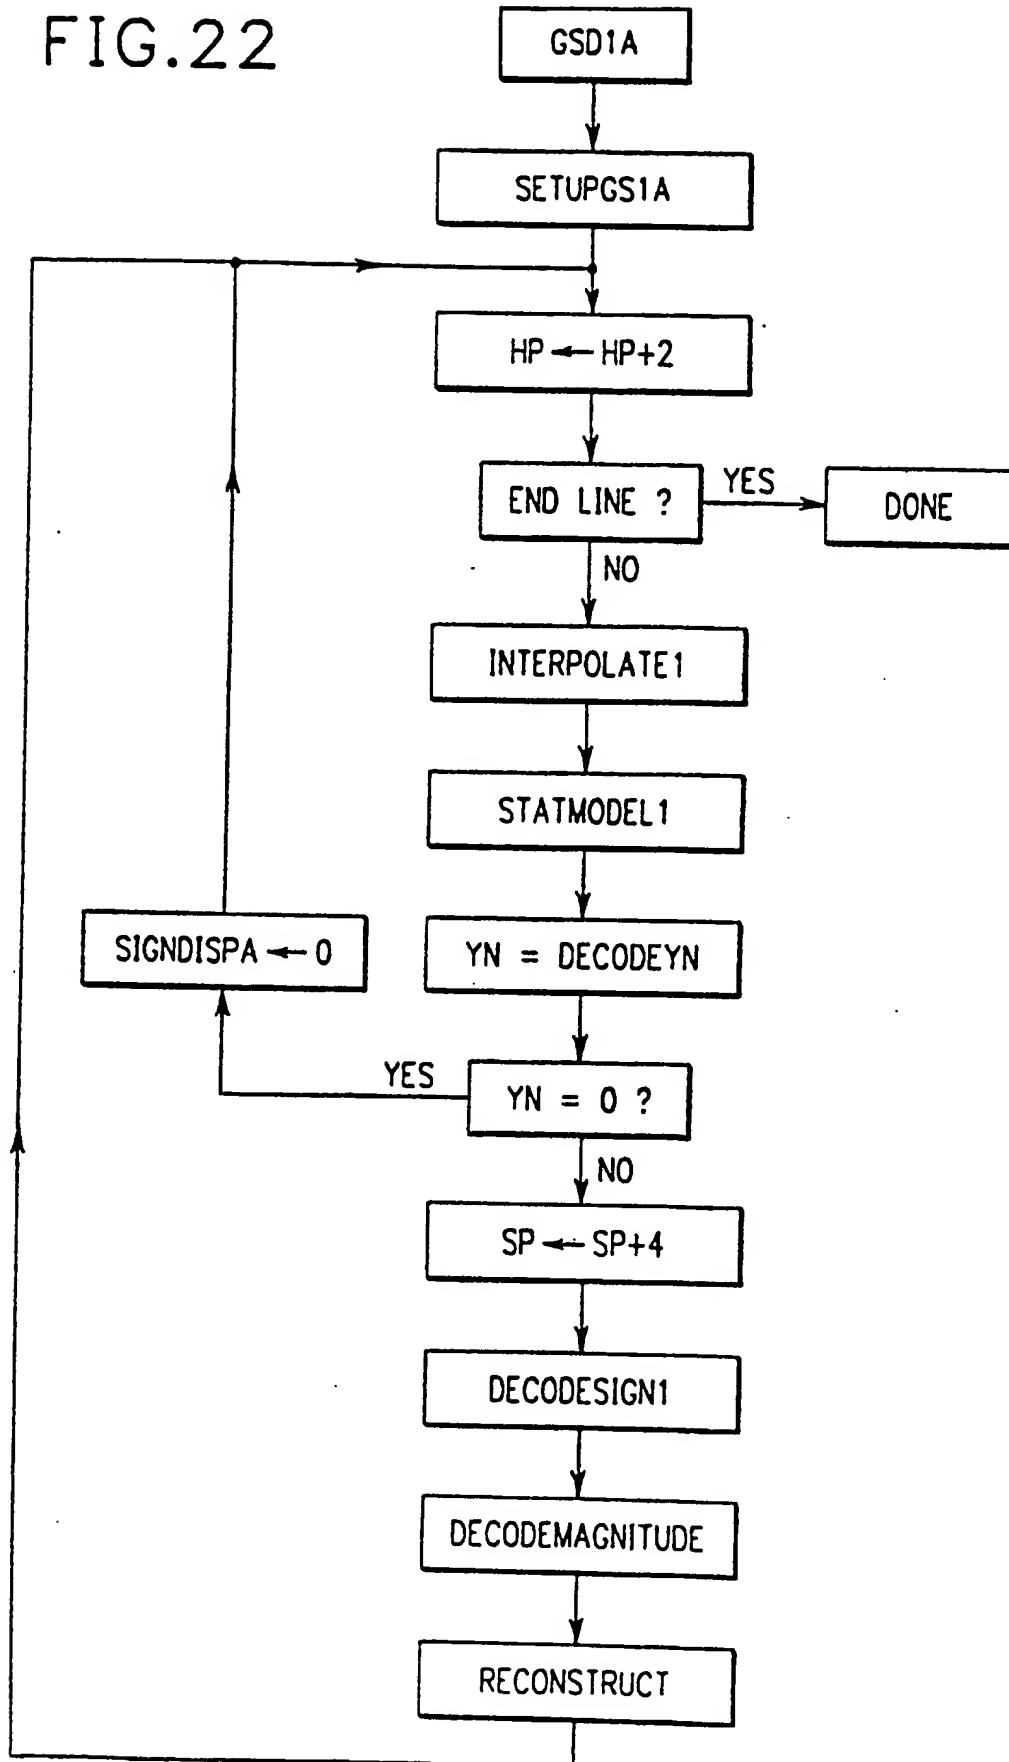 FIG.22
GSD1A
SETUPGS1A
HP ← HP+2
END LINE ?
YES
DONE
NO
INTERPOLATE1
STATMODEL1
SIGNDISPA ← 0
YN = DECODEYN
YES
YN = 0 ?
NO
SP ← SP+4
DECODESIGN1
DECODEMAGNITUDE
RECONSTRUCT